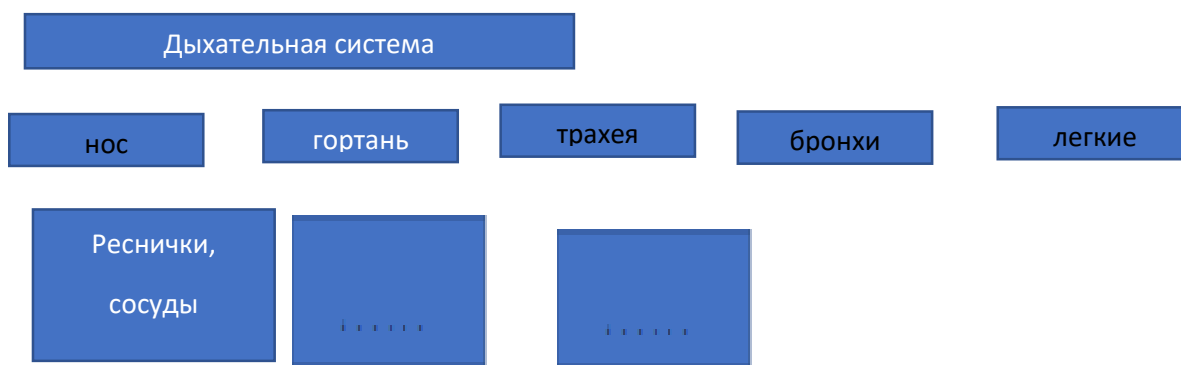 Дыхательная система
нос
гортань
трахея
бронхи
легкие
Реснички,
сосуды